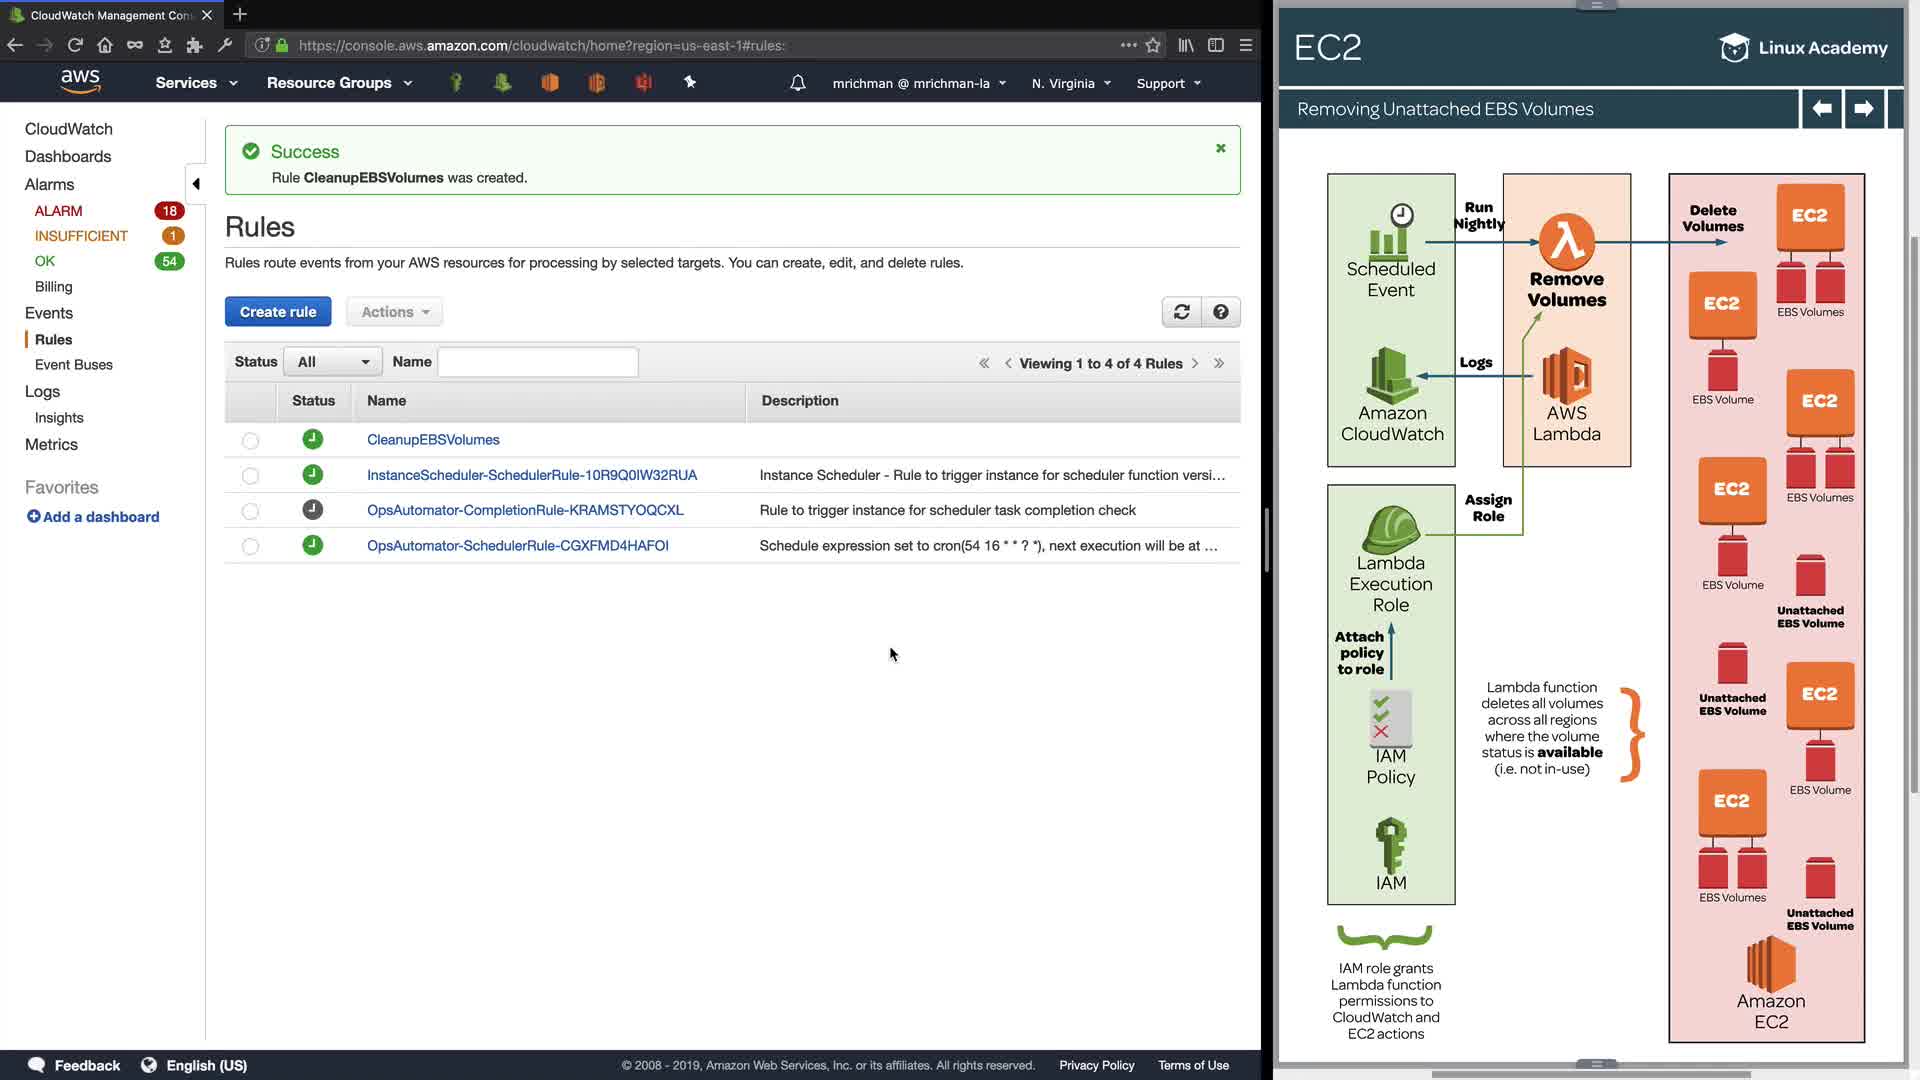 CloudWatch Management Con
https://console.aws.amazon.com/cloudwatch/home?region=us-east-1#rules:
aws
Services
Resource Groups
mrichman @ mrichman-la
N. Virginia
Support
CloudWatch
Dashboards
Alarms
ALARM 18
INSUFFICIENT 1
OK 54
Billing
Events
Rules
Event Buses
Logs
Insights
Metrics
Favorites
Add a dashboard
Success
Rule CleanupEBSVolumes was created.
Rules
Rules route events from your AWS resources for processing by selected targets. You can create, edit, and delete rules.
Create rule
Actions
Status All Name
« < Viewing 1 to 4 of 4 Rules > »
Status Name Description
CleanupEBSVolumes
InstanceScheduler-SchedulerRule-10R9Q0IW32RUA Instance Scheduler - Rule to trigger instance for scheduler function versi...
OpsAutomator-CompletionRule-KRAMSTYOQCXL Rule to trigger instance for scheduler task completion check
OpsAutomator-SchedulerRule-CGXFMD4HAFOI Schedule expression set to cron(54 16 * * ? *), next execution will be at ...
Feedback
English (US)
© 2008 - 2019, Amazon Web Services, Inc. or its affiliates. All rights reserved.
Privacy Policy
Terms of Use
EC2
Linux Academy
Removing Unattached EBS Volumes
Scheduled
Event
Run
Nightly
Remove
Volumes
Delete
Volumes
Logs
Amazon
CloudWatch
AWS
Lambda
Assign
Role
Lambda
Execution
Role
Attach
policy
to role
IAM
Policy
IAM
IAM role grants
Lambda function
permissions to
CloudWatch and
EC2 actions
Lambda function
deletes all volumes
across all regions
where the volume
status is available
(i.e. not in-use)
EC2
EBS Volumes
EC2
EBS Volume
EC2
EBS Volumes
EC2
EBS Volume
Unattached
EBS Volume
Unattached
EBS Volume
EC2
EBS Volume
EC2
EBS Volumes
Unattached
EBS Volume
Amazon
EC2